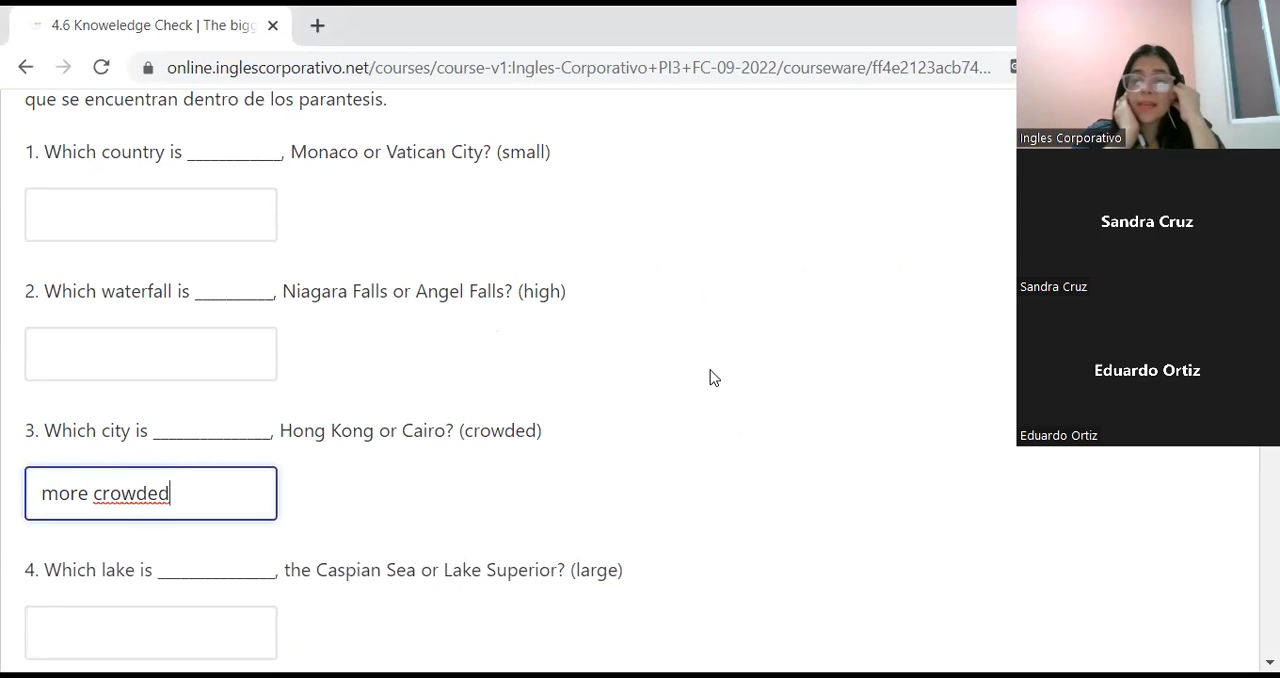 4.6 Knoweledge Check | The bigg
online.inglescorporativo.net/courses/course-v1:Ingles-Corporativo+PI3+FC-09-2022/courseware/ff4e2123acb74...
que se encuentran dentro de los parantesis.
1. Which country is ___________, Monaco or Vatican City? (small)
2. Which waterfall is _________, Niagara Falls or Angel Falls? (high)
3. Which city is ______________, Hong Kong or Cairo? (crowded)
more crowded
4. Which lake is ______________, the Caspian Sea or Lake Superior? (large)
Ingles Corporativo
Sandra Cruz
Sandra Cruz
Eduardo Ortiz
Eduardo Ortiz